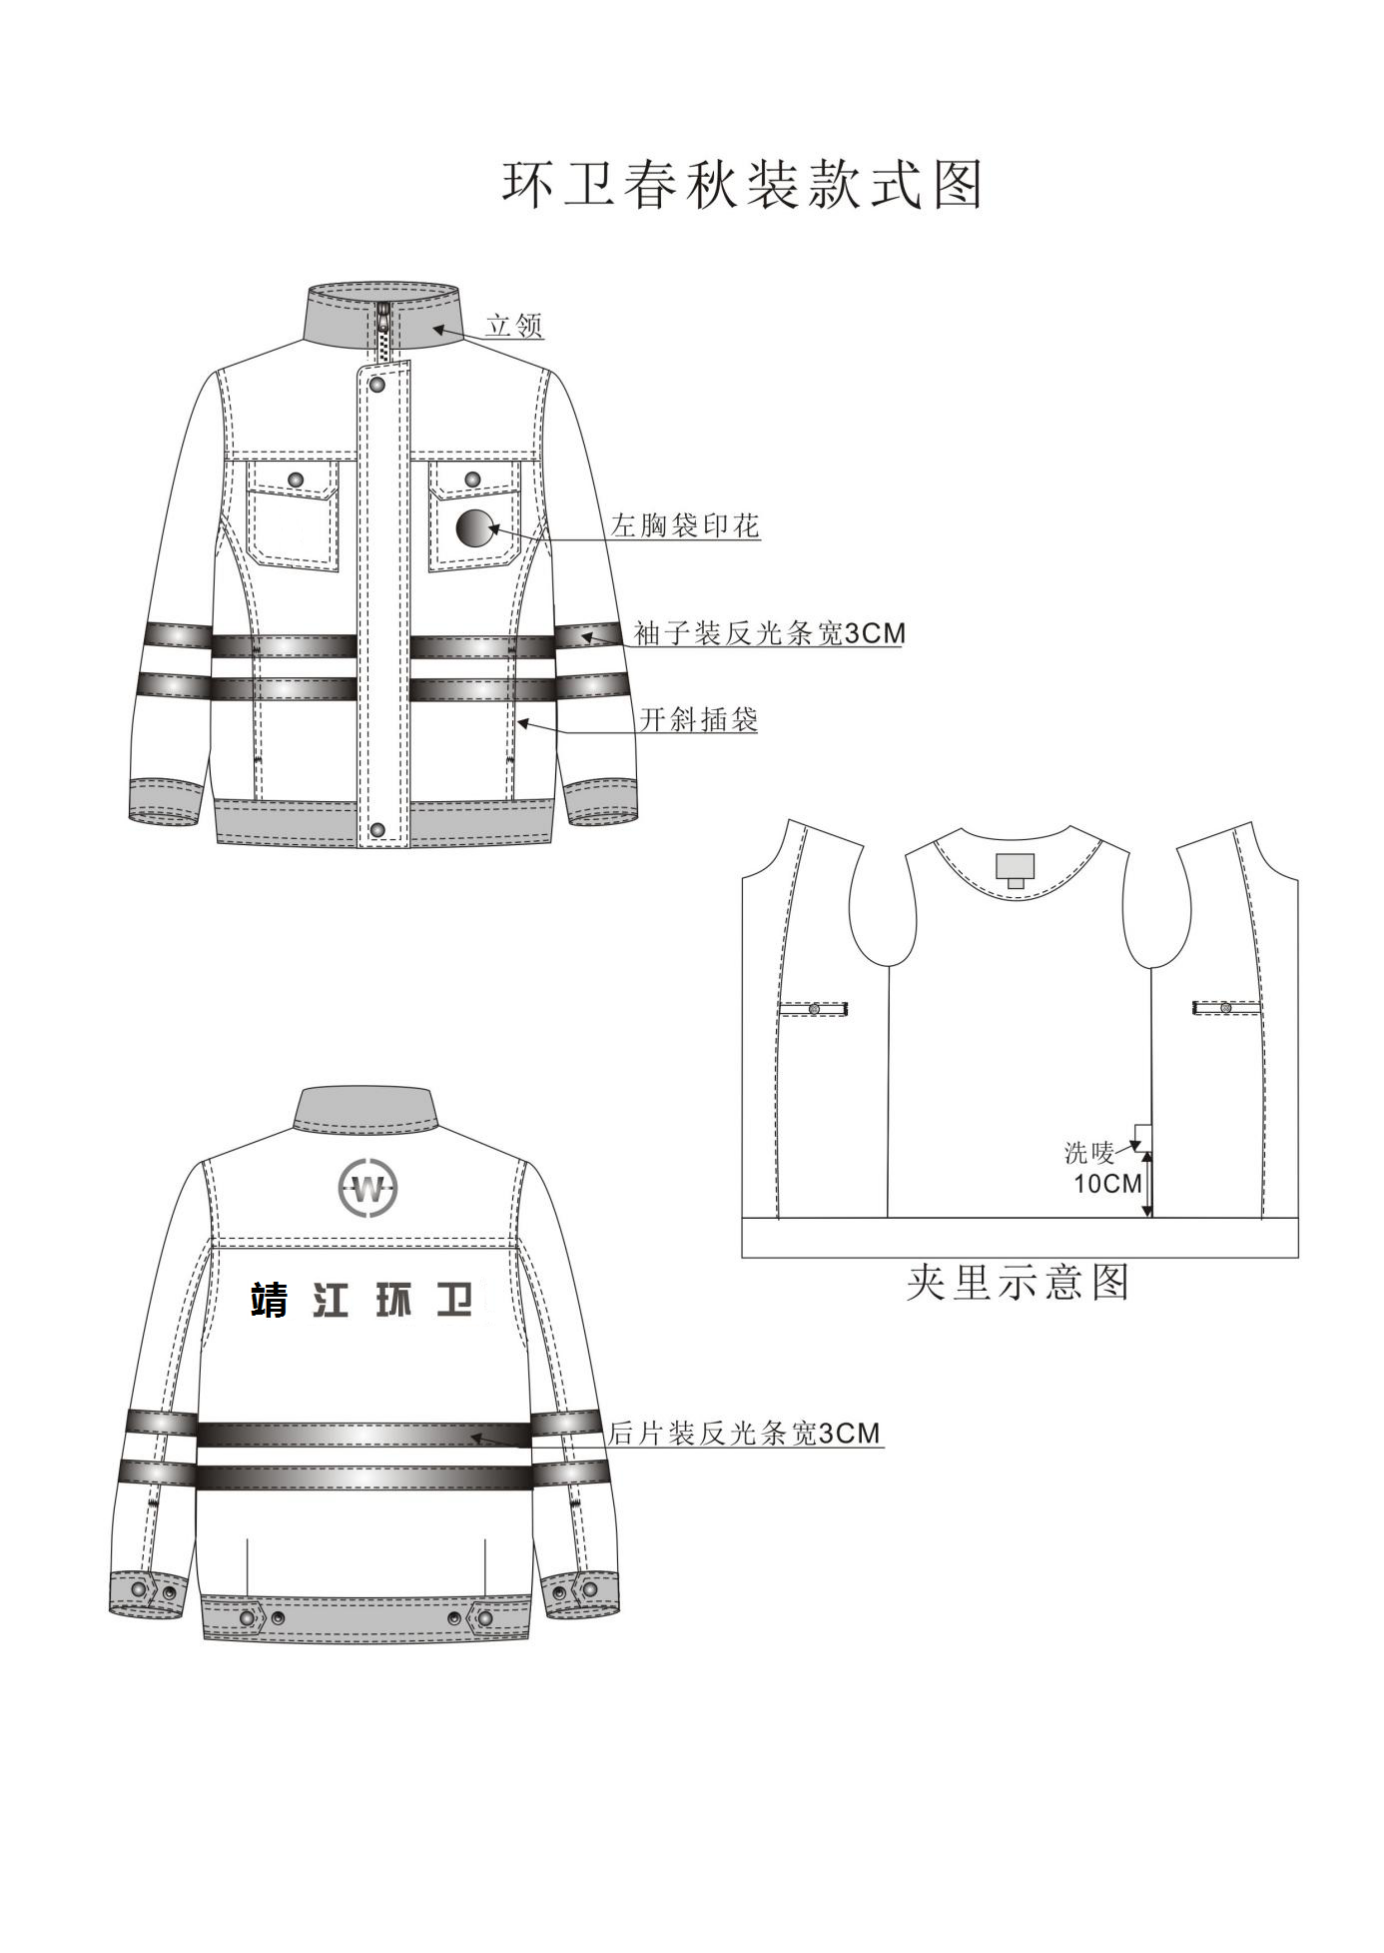 环卫春秋装款式图
立领
左胸袋印花
袖子装反光条宽3CM
开斜插袋
洗唛
10CM
夹里示意图
W
靖江环卫
后片装反光条宽3CM